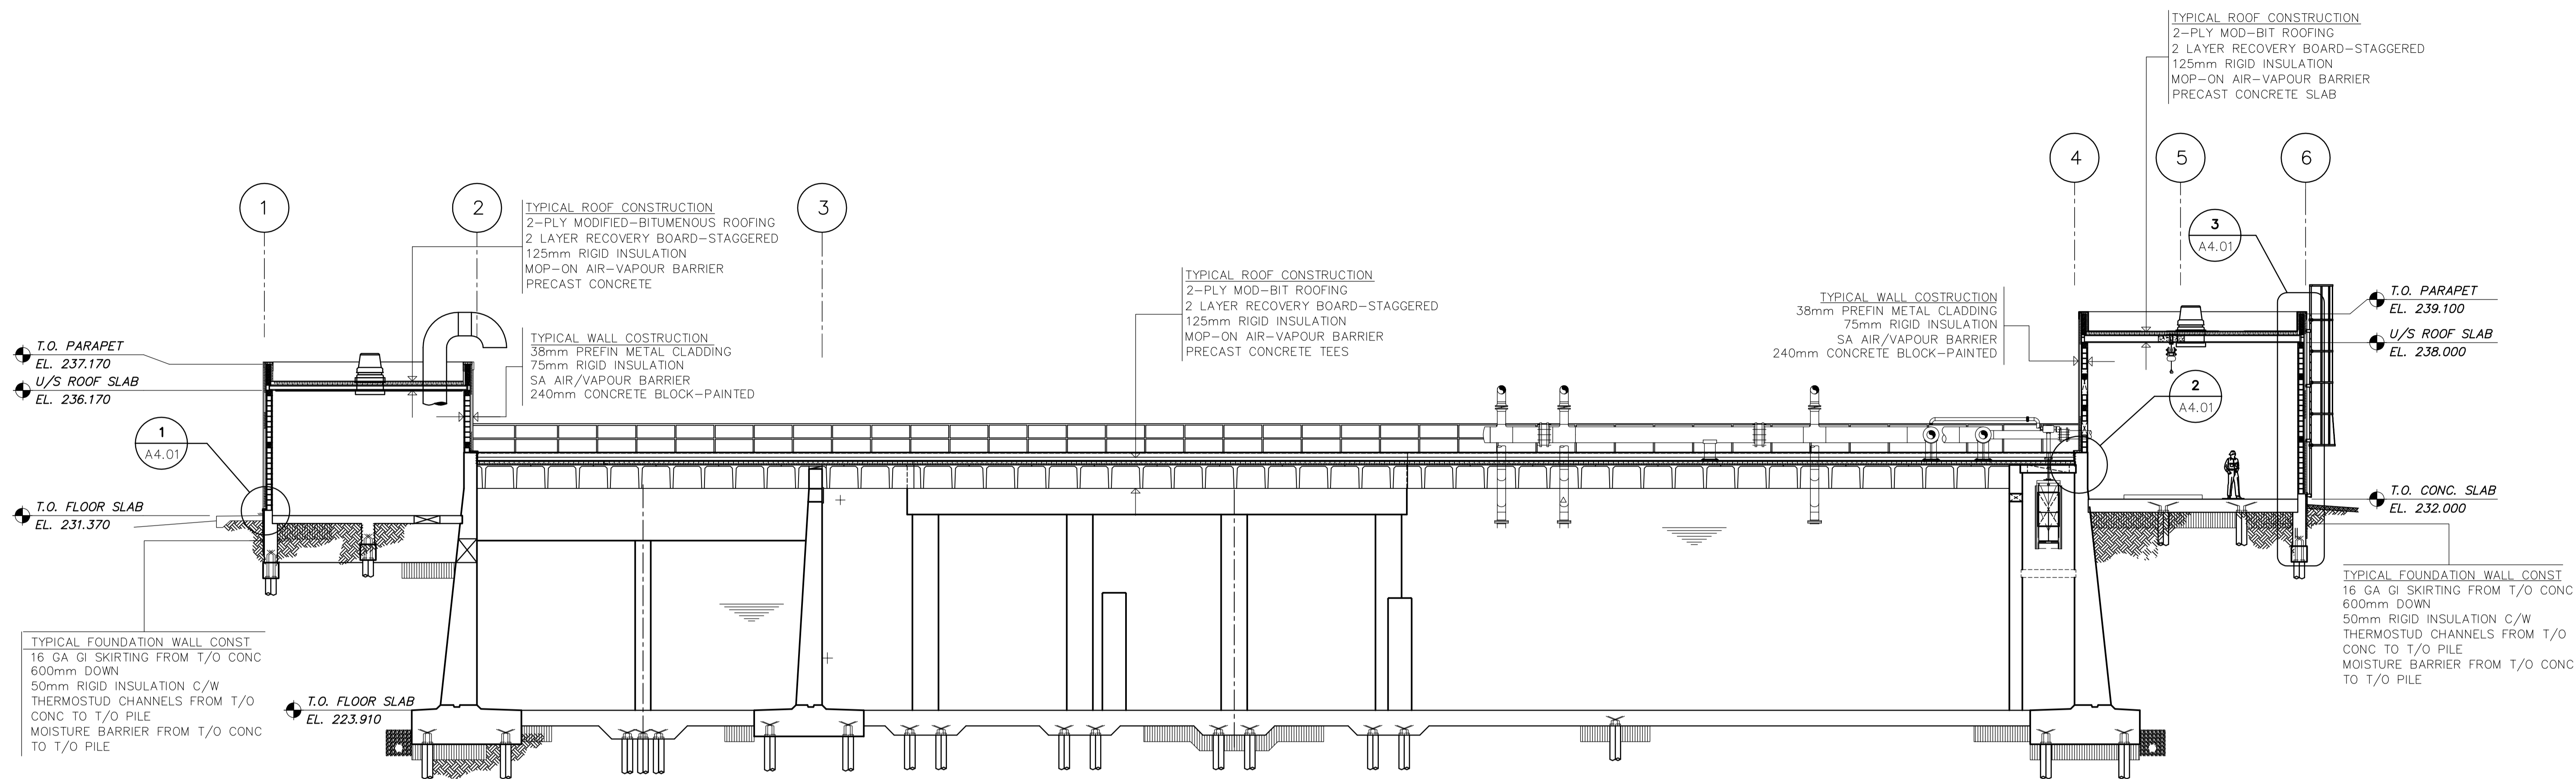 TYPICAL ROOF CONSTRUCTION
2-PLY MOD-BIT ROOFING
2 LAYER RECOVERY BOARD-STAGGERED
125mm RIGID INSULATION
MOP-ON AIR-VAPOUR BARRIER
PRECAST CONCRETE SLAB
1
2
3
4
5
6
TYPICAL ROOF CONSTRUCTION
2-PLY MODIFIED-BITUMENOUS ROOFING
2 LAYER RECOVERY BOARD-STAGGERED
125mm RIGID INSULATION
MOP-ON AIR-VAPOUR BARRIER
PRECAST CONCRETE
3
A4.01
TYPICAL ROOF CONSTRUCTION
2-PLY MOD-BIT ROOFING
2 LAYER RECOVERY BOARD-STAGGERED
125mm RIGID INSULATION
MOP-ON AIR-VAPOUR BARRIER
PRECAST CONCRETE TEES
TYPICAL WALL COSTRUCTION
38mm PREFIN METAL CLADDING
75mm RIGID INSULATION
SA AIR/VAPOUR BARRIER
240mm CONCRETE BLOCK-PAINTED
T.O. PARAPET
EL. 239.100
U/S ROOF SLAB
EL. 238.000
TYPICAL WALL COSTRUCTION
38mm PREFIN METAL CLADDING
75mm RIGID INSULATION
SA AIR/VAPOUR BARRIER
240mm CONCRETE BLOCK-PAINTED
T.O. PARAPET
EL. 237.170
U/S ROOF SLAB
EL. 236.170
2
A4.01
1
A4.01
T.O. FLOOR SLAB
EL. 231.370
T.O. CONC. SLAB
EL. 232.000
TYPICAL FOUNDATION WALL CONST
16 GA GI SKIRTING FROM T/O CONC
600mm DOWN
50mm RIGID INSULATION C/W
THERMOSTUD CHANNELS FROM T/O
CONC TO T/O PILE
MOISTURE BARRIER FROM T/O CONC
TO T/O PILE
TYPICAL FOUNDATION WALL CONST
16 GA GI SKIRTING FROM T/O CONC
600mm DOWN
50mm RIGID INSULATION C/W
THERMOSTUD CHANNELS FROM T/O
CONC TO T/O PILE
MOISTURE BARRIER FROM T/O CONC
TO T/O PILE
T.O. FLOOR SLAB
EL. 223.910